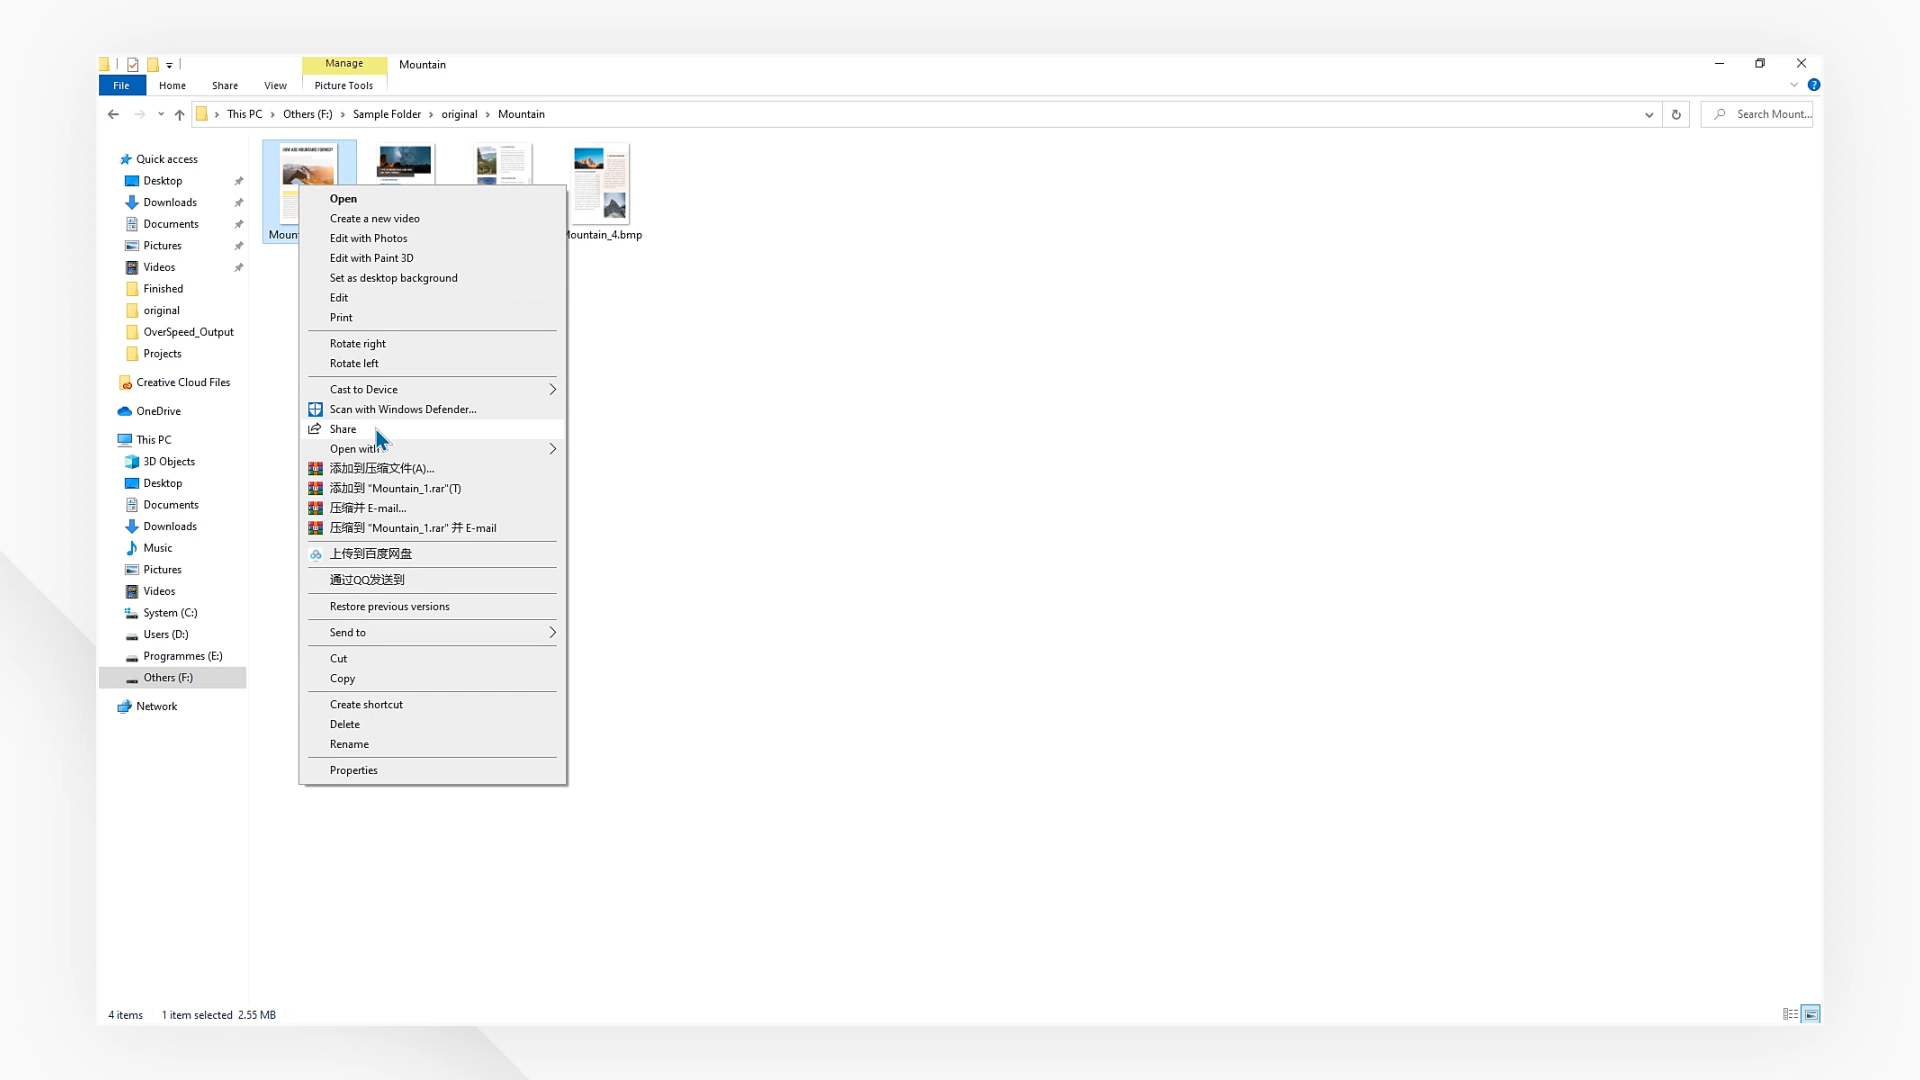 Manage
Mountain
File
Home
Share
View
Picture Tools
This PC
Others (F:)
Sample Folder
original
Mountain
Search Mount...
Quick access
Desktop
Downloads
Documents
Pictures
Videos
Finished
original
OverSpeed_Output
Projects
Creative Cloud Files
OneDrive
This PC
3D Objects
Desktop
Documents
Downloads
Music
Pictures
Videos
System (C:)
Users (D:)
Programmes (E:)
Others (F:)
Network
HOW ARE MOUNTAINS FORMED?
Open
Create a new video
Edit with Photos
Edit with Paint 3D
Set as desktop background
Edit
Print
Rotate right
Rotate left
Cast to Device
Scan with Windows Defender...
Share
Open with
添加到压缩文件(A)...
添加到 "Mountain_1.rar"(T)
压缩并 E-mail...
压缩到 "Mountain_1.rar" 并 E-mail
上传到百度网盘
通过QQ发送到
Restore previous versions
Send to
Cut
Copy
Create shortcut
Delete
Rename
Properties
4 items
1 item selected 2.55 MB